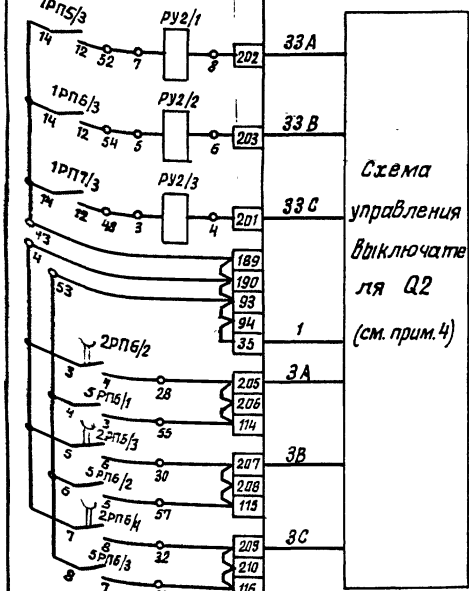 1РП5/3
14 12 52 7 РУ2/1 8 202 33А
1РП6/3
14 12 54 5 РУ2/2 6 203 33В
1РП7/3
14 12 48 3 РУ2/3 4 201 33С
Схема
управления
выключате
ля Q2
(см. прим. 4)
43
4
53
189
190
93
94
35 1
2РП6/2
3 4 28 205 3А
206
5РП6/1
4 3 55 114
2РП6/3
5 6 30 207 3В
208
5РП6/2
6 5 57 115
2РП6/1
7 8 32 209 3С
210
5РП6/3
8 7 116